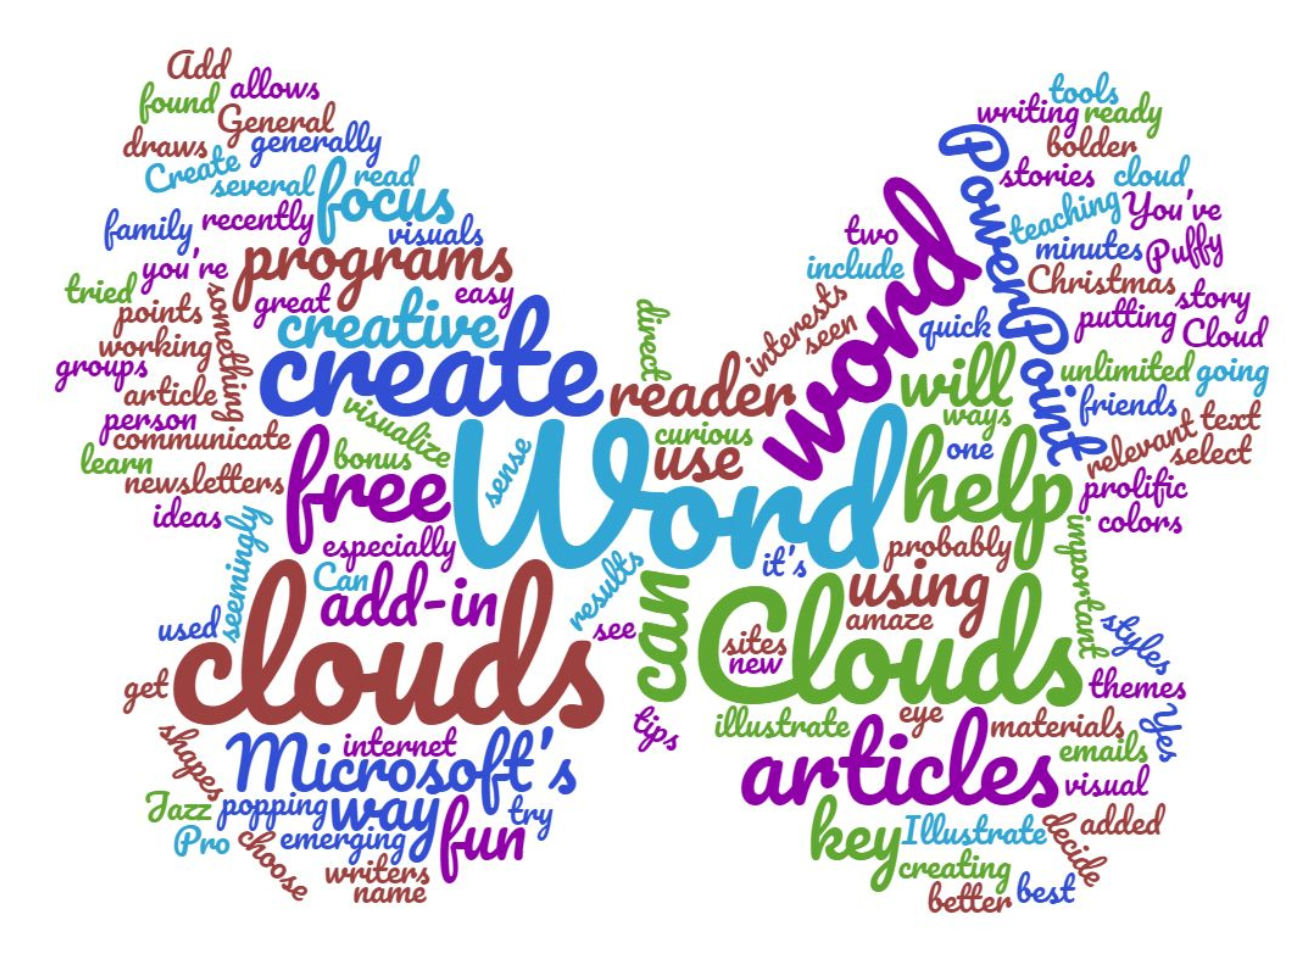 Add
allows
found
General
draws
generally
Create
several
read
focus
family
recently
visuals
you're
programs
tried
something
great
easy
points
creative
working
create
groups
article
person
visualize
communicate
learn
bonus
newsletters
free
ideas
seemingly
especially
Can
add-in
used
clouds
get
shapes
Microsoft's
internet
Jazz
popping
way
fun
try
Pro
choose
emerging
writers
name
direct
reader
interests
seen
include
two
word
curious
use
sense
Word
it's
results
see
can
tips
tools
writing
ready
bolder
PowerPoint
stories
cloud
teaching
You've
minutes
Puffy
Christmas
story
putting
Cloud
quick
will
unlimited
going
ways
friends
one
relevant
text
select
help
prolific
colors
important
probably
using
amaze
sites
new
Clouds
styles
themes
Yes
illustrate
eye
materials
emails
articles
visual
key
Illustrate
decide
added
creating
better
best